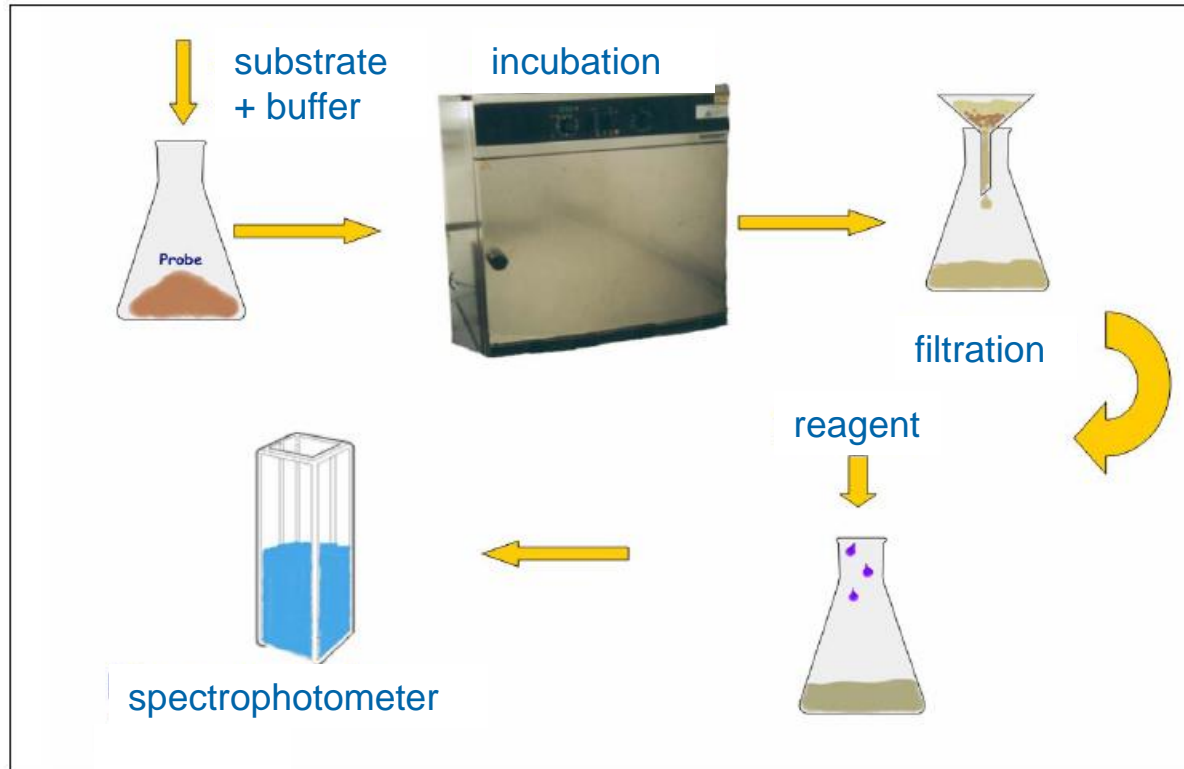 substrate
+ buffer
incubation
Probe
filtration
reagent
spectrophotometer